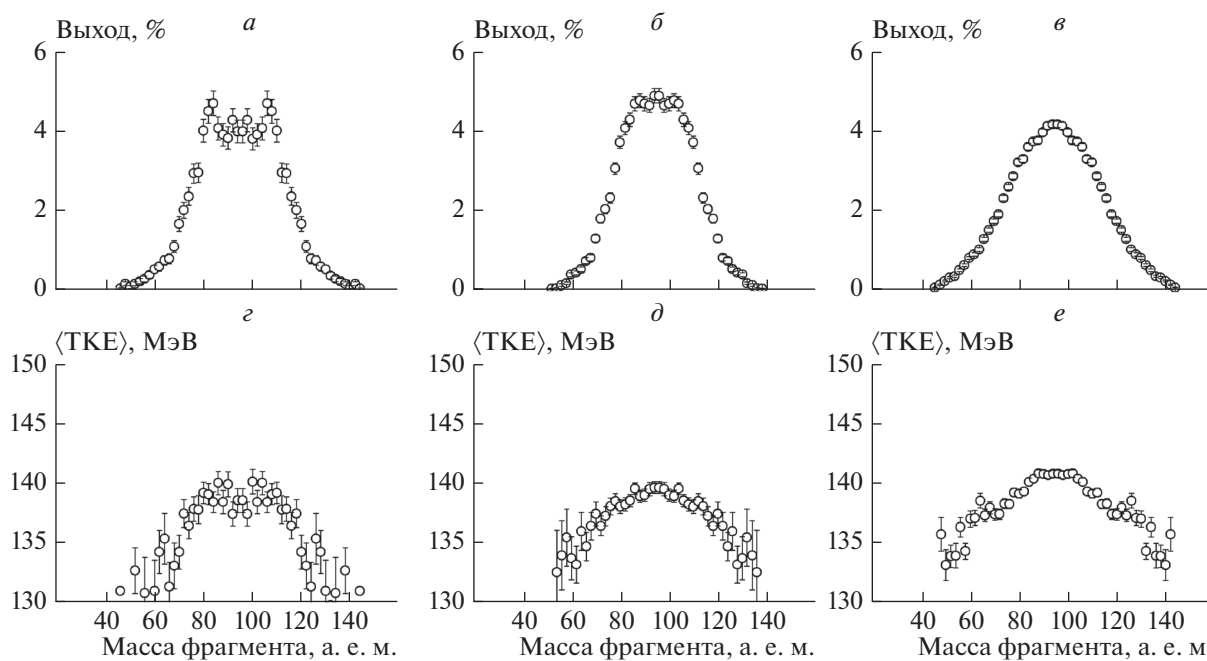 а б в
Выход, % Выход, % Выход, %
6 6 6
4 4 4
2 2 2
0 0 0
г д е
⟨TKE⟩, МэВ ⟨TKE⟩, МэВ ⟨TKE⟩, МэВ
150 150 150
145 145 145
140 140 140
135 135 135
130 130 130
40 60 80 100 120 140 40 60 80 100 120 140 40 60 80 100 120 140
Масса фрагмента, а. е. м. Масса фрагмента, а. е. м. Масса фрагмента, а. е. м.